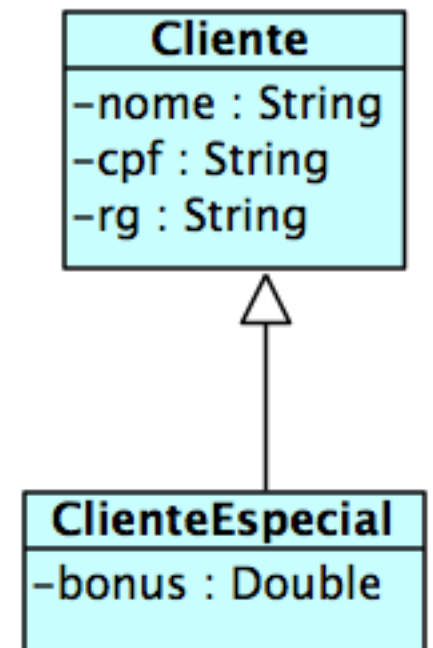 Cliente
-nome : String
-cpf : String
-rg : String
ClienteEspecial
-bonus : Double